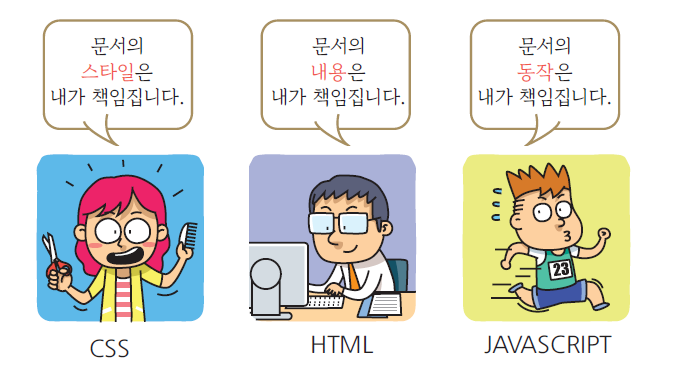 문서의
스타일은
내가 책임집니다.
문서의
내용은
내가 책임집니다.
문서의
동작은
내가 책임집니다.
23
CSS
HTML
JAVASCRIPT